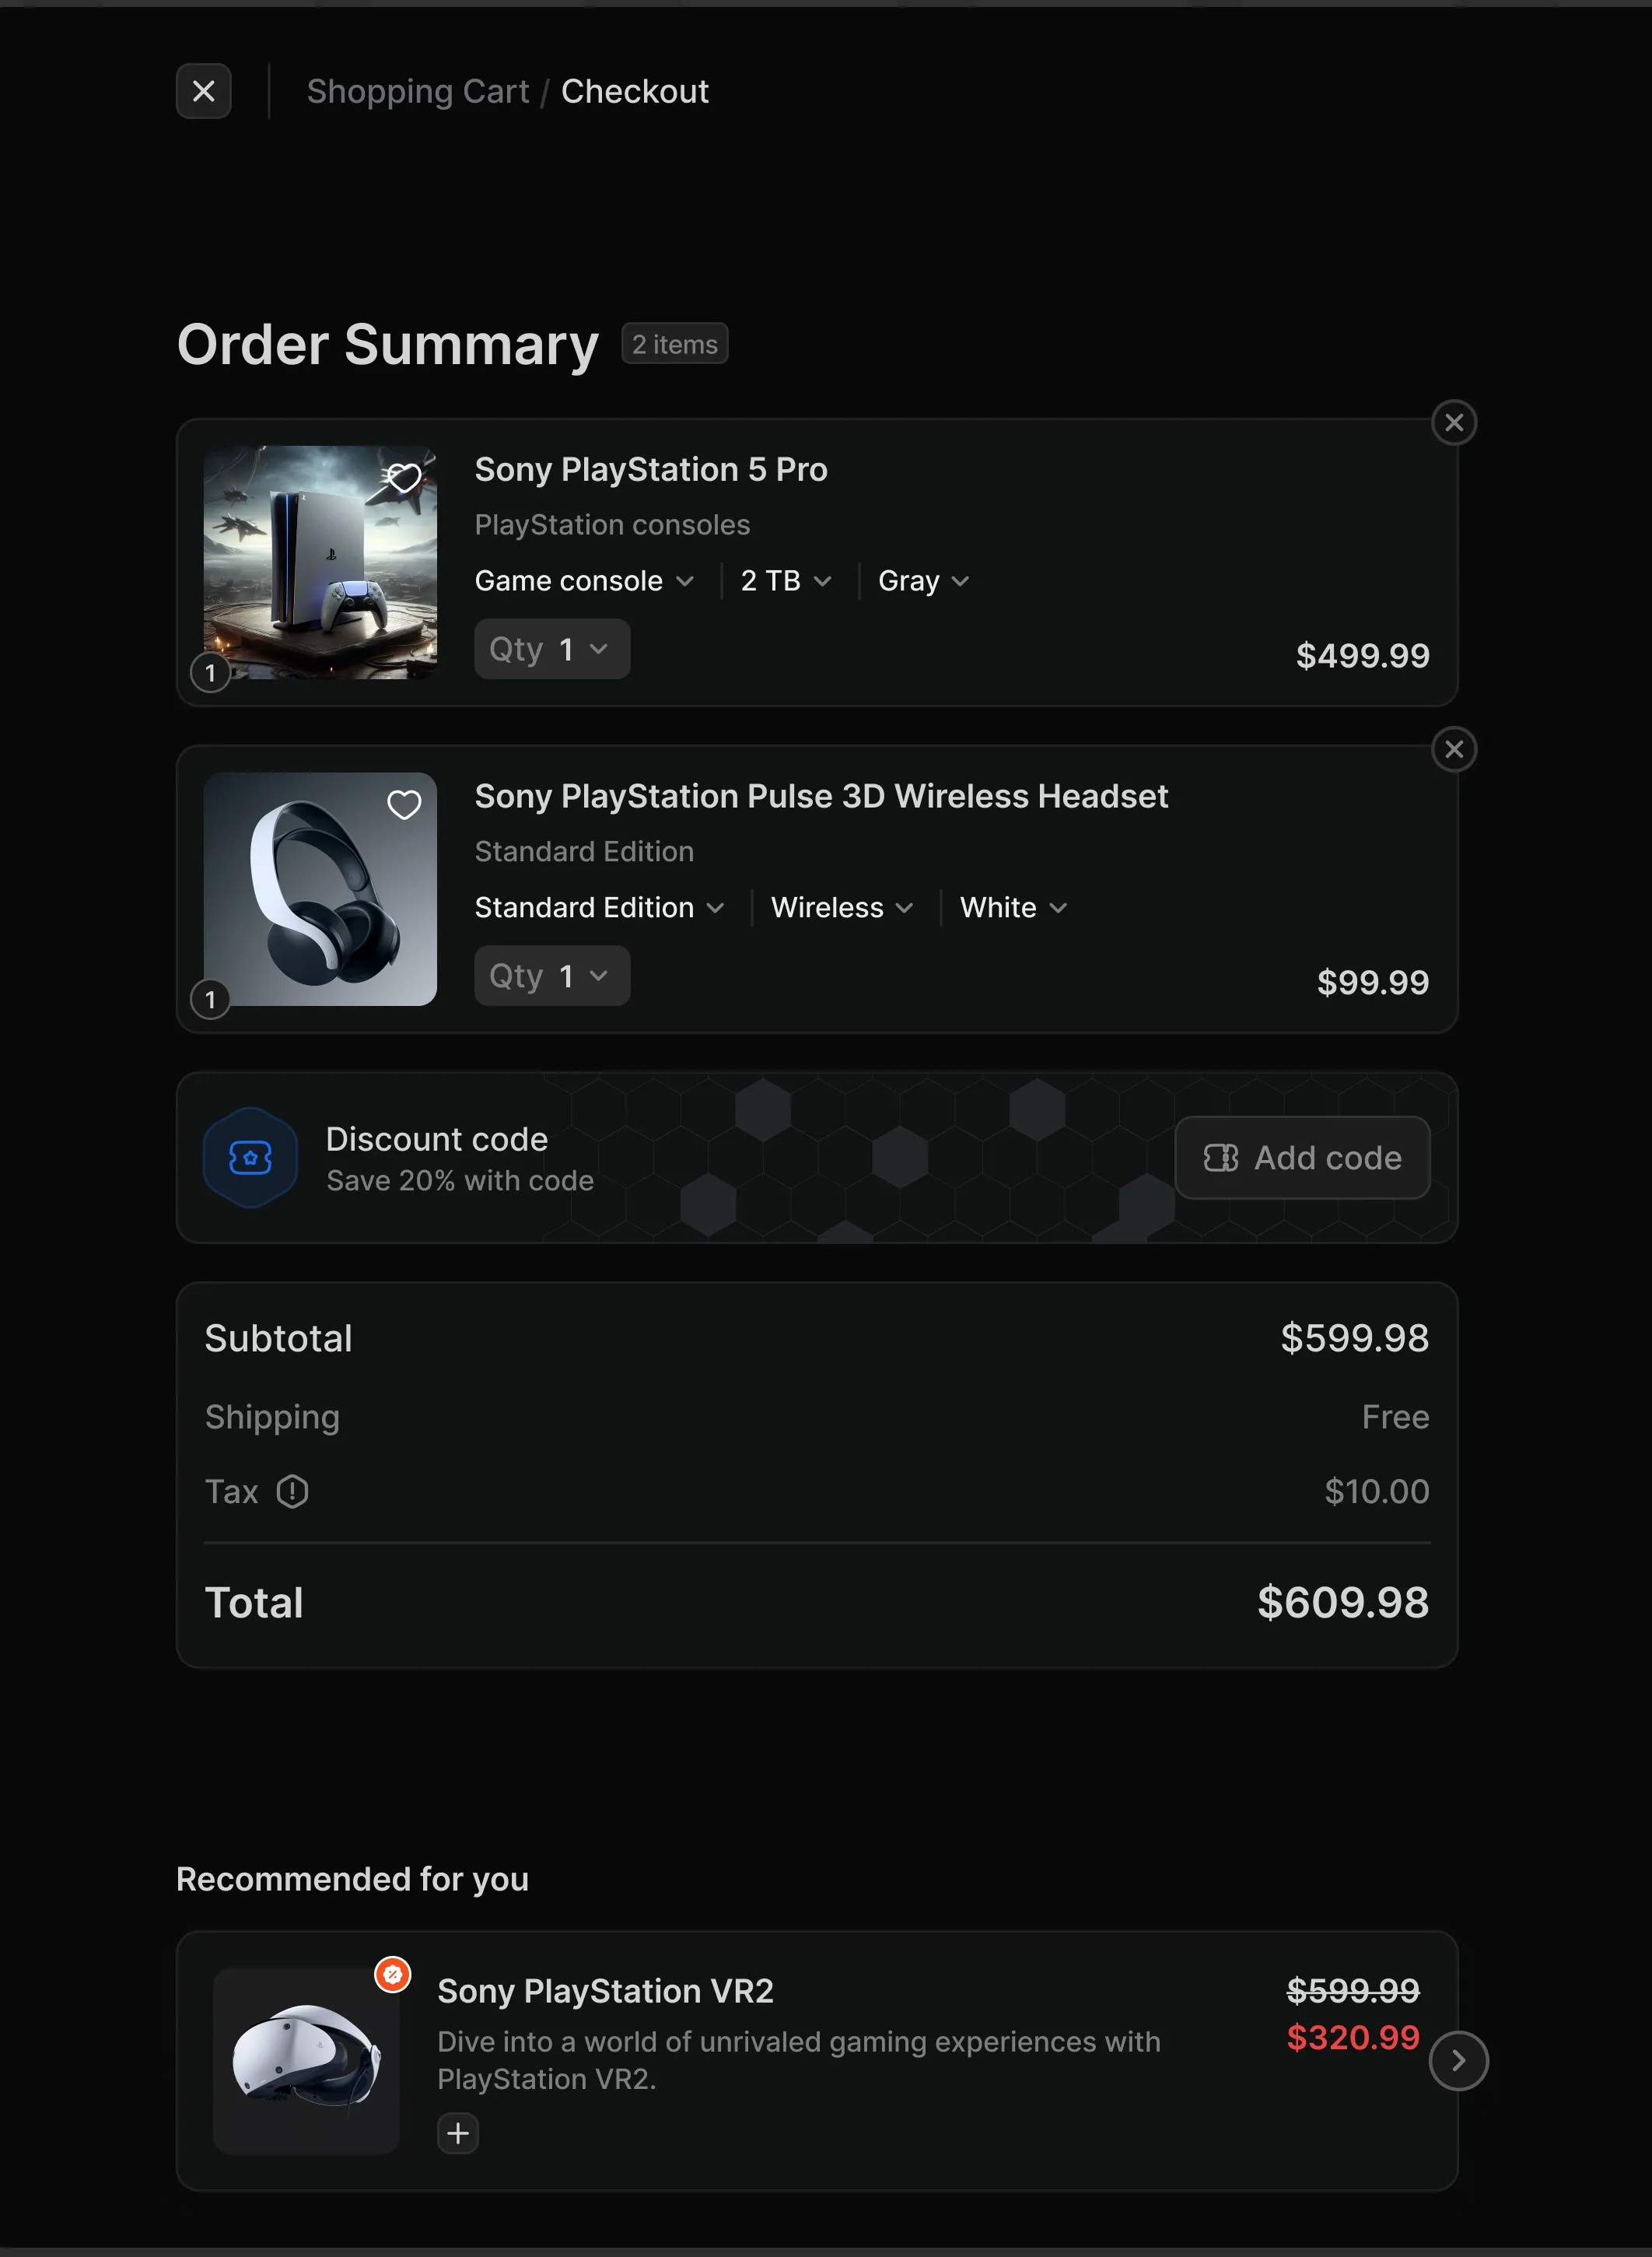 Shopping Cart / Checkout
Order Summary 2 items
Sony PlayStation 5 Pro
PlayStation consoles
Game console 2 TB Gray
Qty 1
$499.99
1
Sony PlayStation Pulse 3D Wireless Headset
Standard Edition
Standard Edition Wireless White
Qty 1
$99.99
1
Discount code
Save 20% with code
Add code
Subtotal $599.98
Shipping Free
Tax $10.00
Total $609.98
Recommended for you
Sony PlayStation VR2 $599.99
Dive into a world of unrivaled gaming experiences with $320.99
PlayStation VR2.